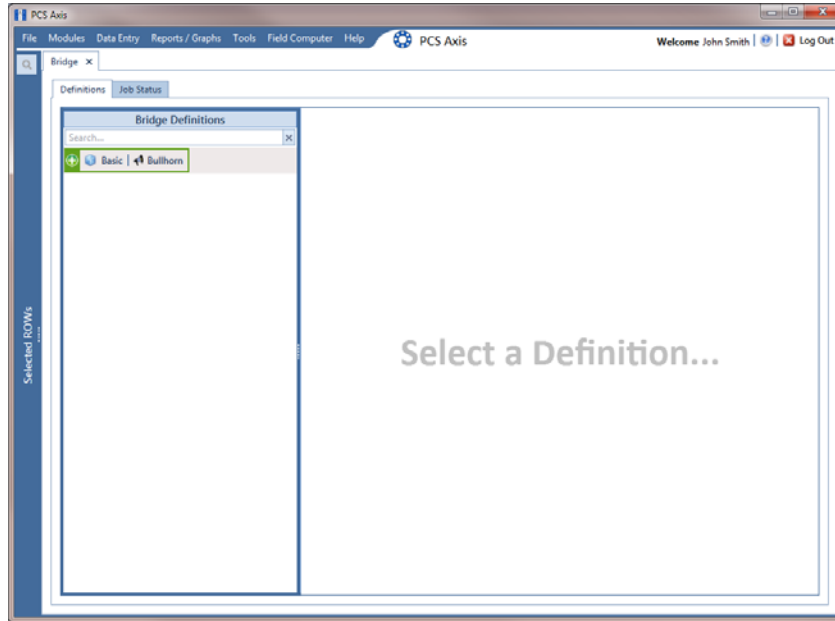 PCS Axis
File Modules Data Entry Reports / Graphs Tools Field Computer Help PCS Axis Welcome John Smith | | Log Out
Bridge ×
Definitions Job Status
Bridge Definitions
Search...
Basic | Bullhorn
Selected ROWs
Select a Definition...